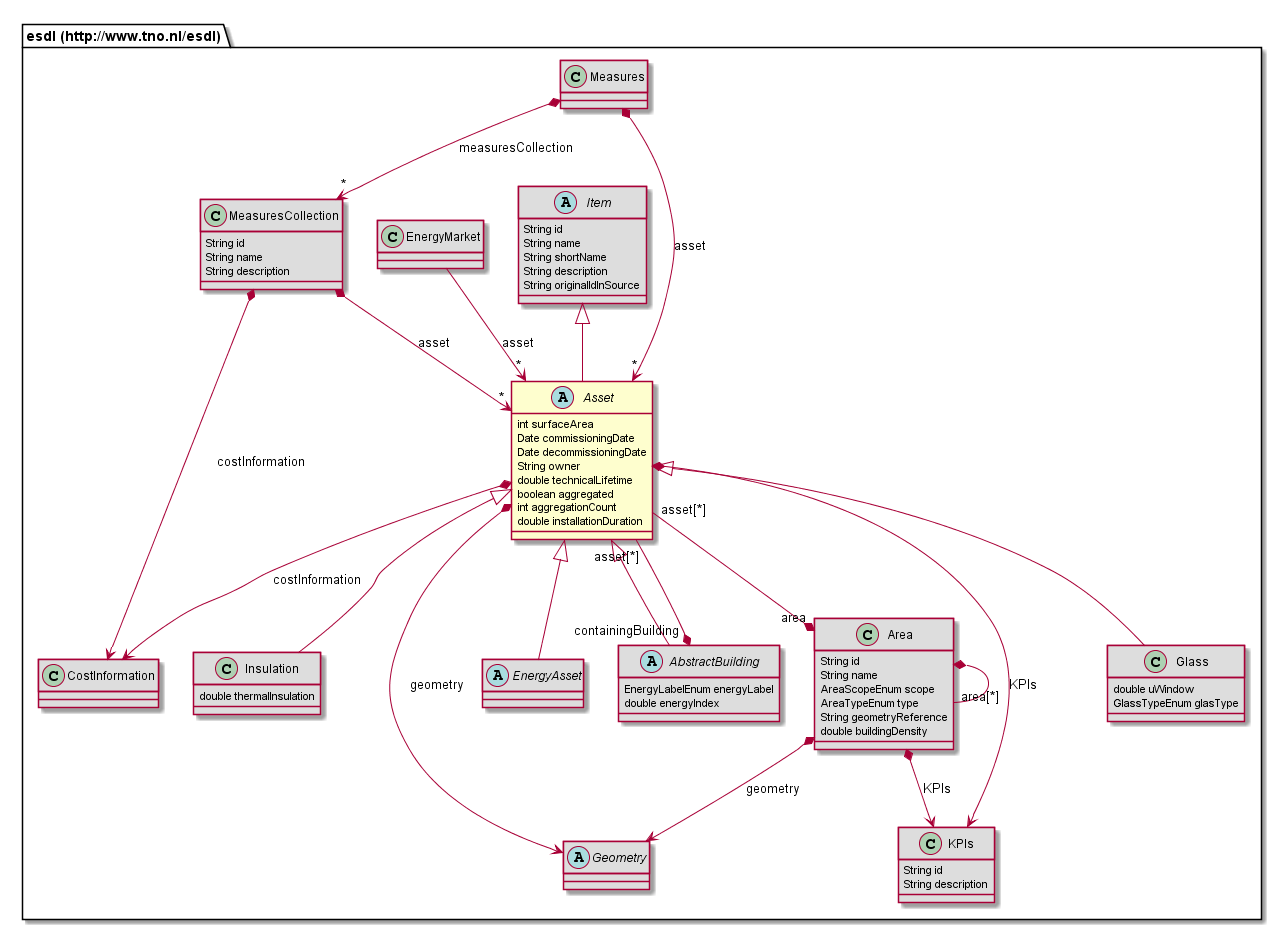 esdl (http://www.tno.nl/esdl)
C Measures
measuresCollection
*
C MeasuresCollection
String id
String name
String description
C EnergyMarket
A Item
String id
String name
String shortName
String description
String originalIdInSource
asset
asset
asset
*
*
*
A Asset
int surfaceArea
Date commissioningDate
Date decommissioningDate
String owner
double technicalLifetime
boolean aggregated
int aggregationCount
double installationDuration
costInformation
asset[*]
asset[*]
costInformation
area
containingBuilding
C CostInformation
C Insulation
double thermalInsulation
geometry
A EnergyAsset
A AbstractBuilding
EnergyLabelEnum energyLabel
double energyIndex
C Area
String id
String name
AreaScopeEnum scope
AreaTypeEnum type
String geometryReference
double buildingDensity
area[*]
KPIs
C Glass
double uWindow
GlassTypeEnum glasType
geometry
KPIs
A Geometry
C KPIs
String id
String description